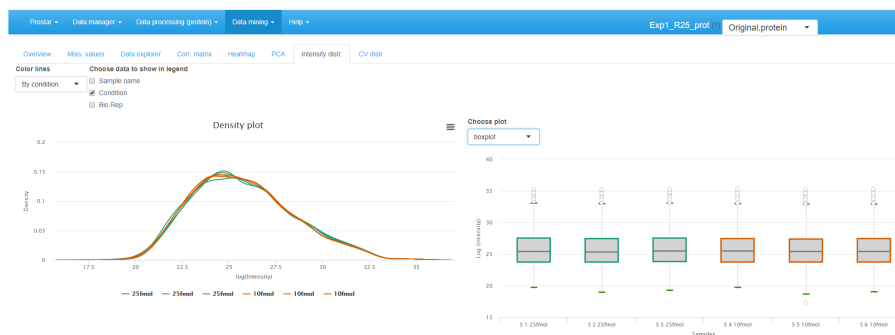 Prostar Data manager Data processing (protein) Data mining Help Exp1_R25_prot Original.protein
Overview Miss. values Data explorer Corr. matrix Heatmap PCA Intensity distr. CV distr.
Color lines Choose data to show in legend
By condition Sample.name
Condition
Bio.Rep
Density plot
0.2
0.15
0.1
0.05
0
Density
17.5 20 22.5 25 27.5 30 32.5 35
log(Intensity)
25fmol 25fmol 25fmol 10fmol 10fmol 10fmol
Choose plot
boxplot
40
35
30
25
20
15
Log (Intensity)
S 1 25fmol S 2 25fmol S 3 25fmol S 4 10fmol S 5 10fmol S 6 10fmol
Samples